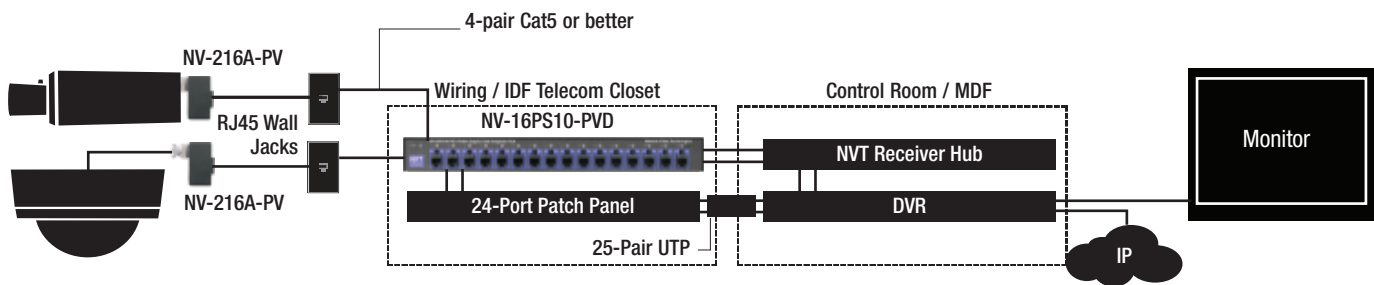 4-pair Cat5 or better
NV-216A-PV
Wiring / IDF Telecom Closet
Control Room / MDF
NV-16PS10-PVD
RJ45 Wall
Jacks
NVT Receiver Hub
Monitor
NV-216A-PV
24-Port Patch Panel
DVR
25-Pair UTP
IP